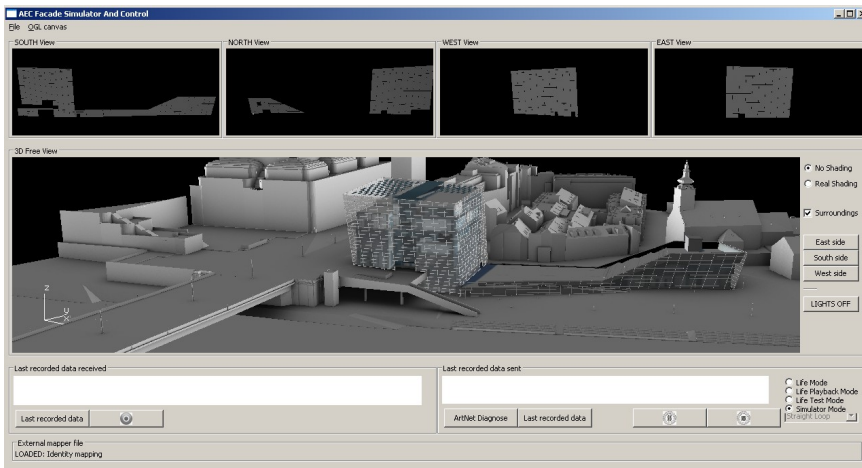 AEC Facade Simulator And Control
File OGL canvas
SOUTH View
NORTH View
WEST View
EAST View
3D Free View
No Shading
Real Shading
Surroundings
East side
South side
West side
LIGHTS OFF
Z
Y
X
Last recorded data received
Last recorded data
Last recorded data sent
ArtNet Diagnose
Last recorded data
Life Mode
Life Playback Mode
Life Test Mode
Simulator Mode
Straight Loop
External mapper file
LOADED: Identity mapping